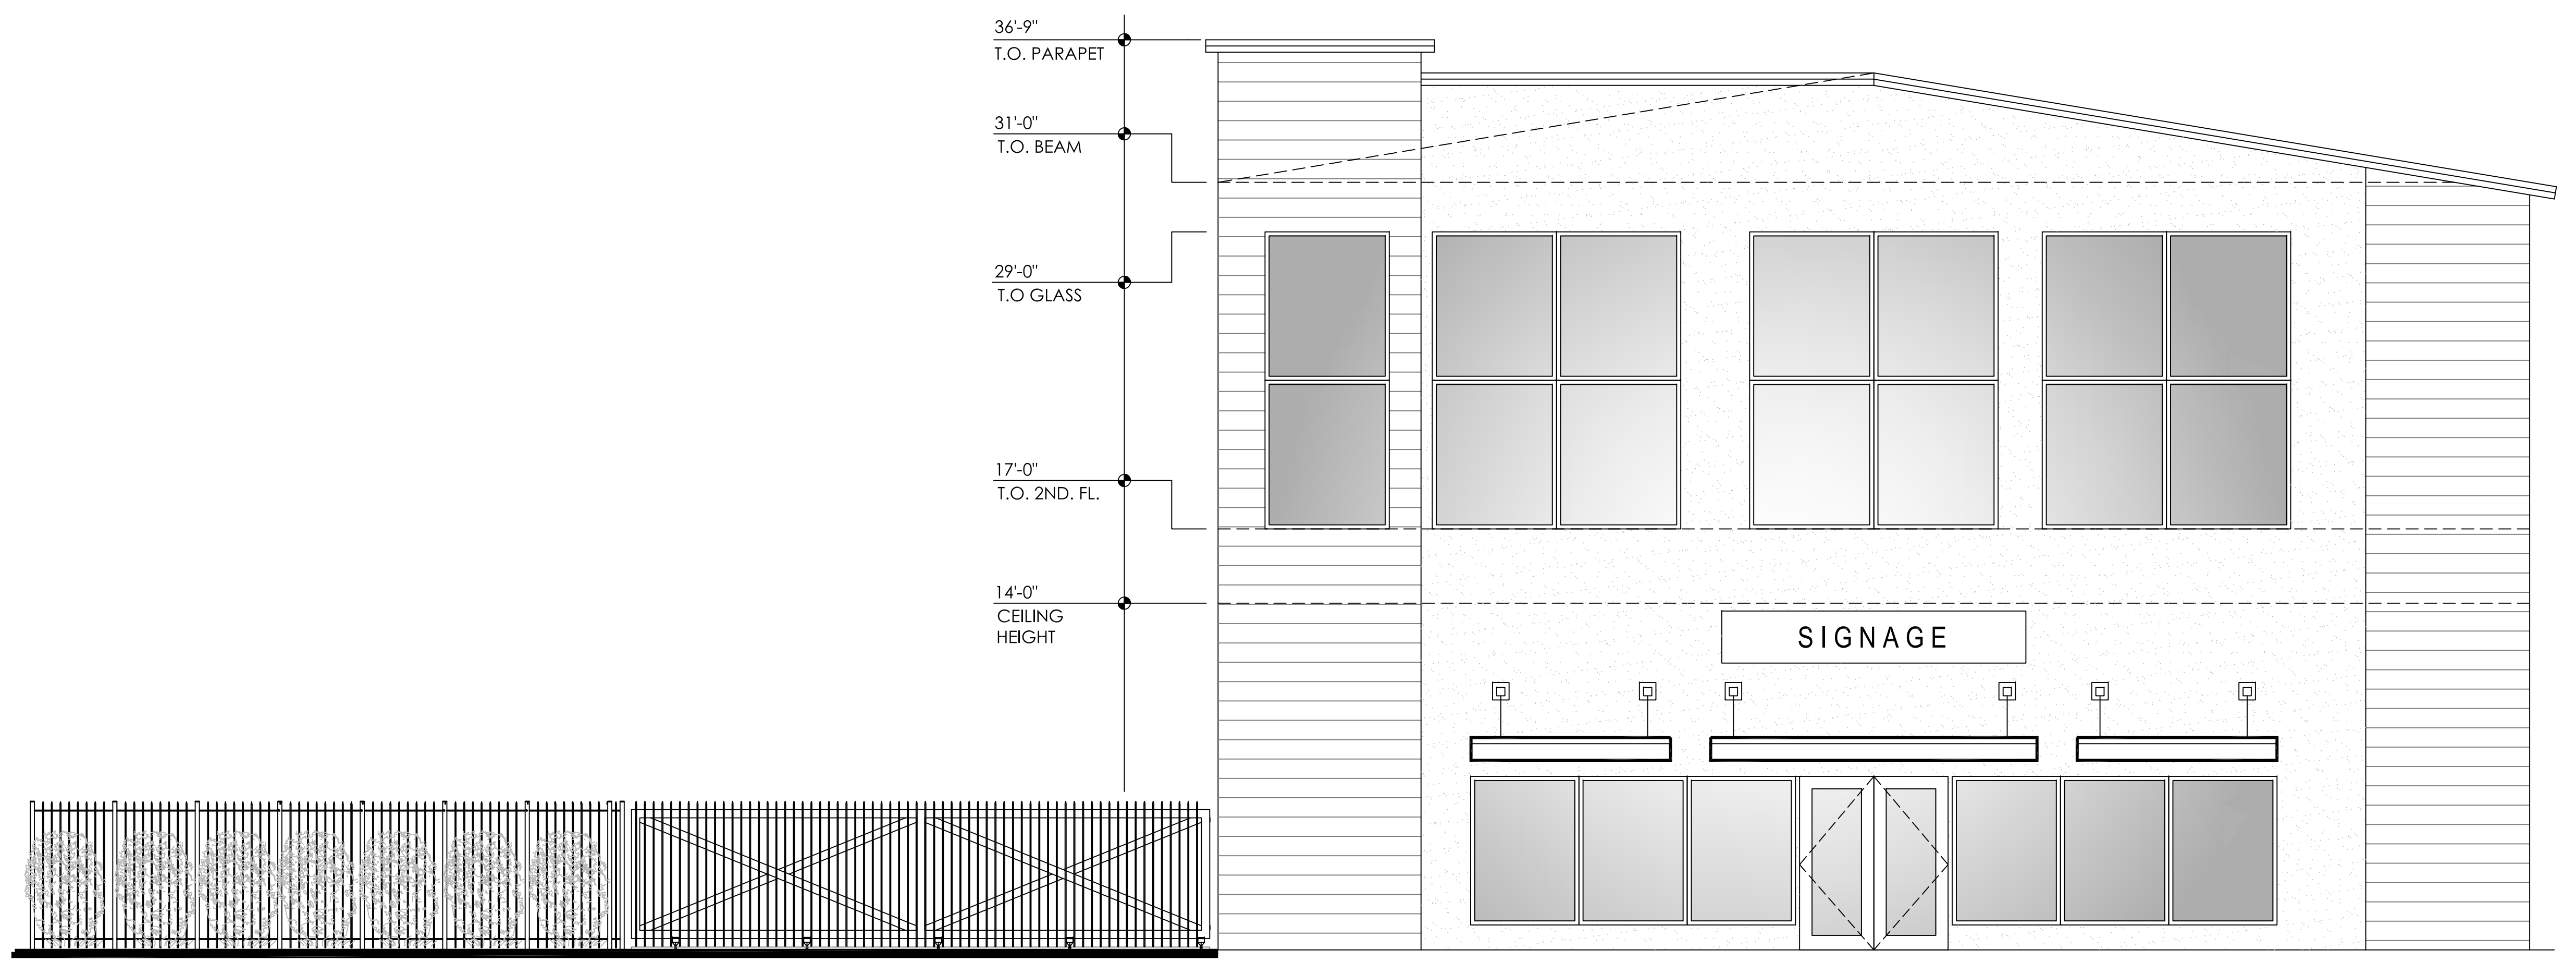 36'-9"
T.O. PARAPET
31'-0"
T.O. BEAM
29'-0"
T.O GLASS
17'-0"
T.O. 2ND. FL.
14'-0"
CEILING
HEIGHT
SIGNAGE